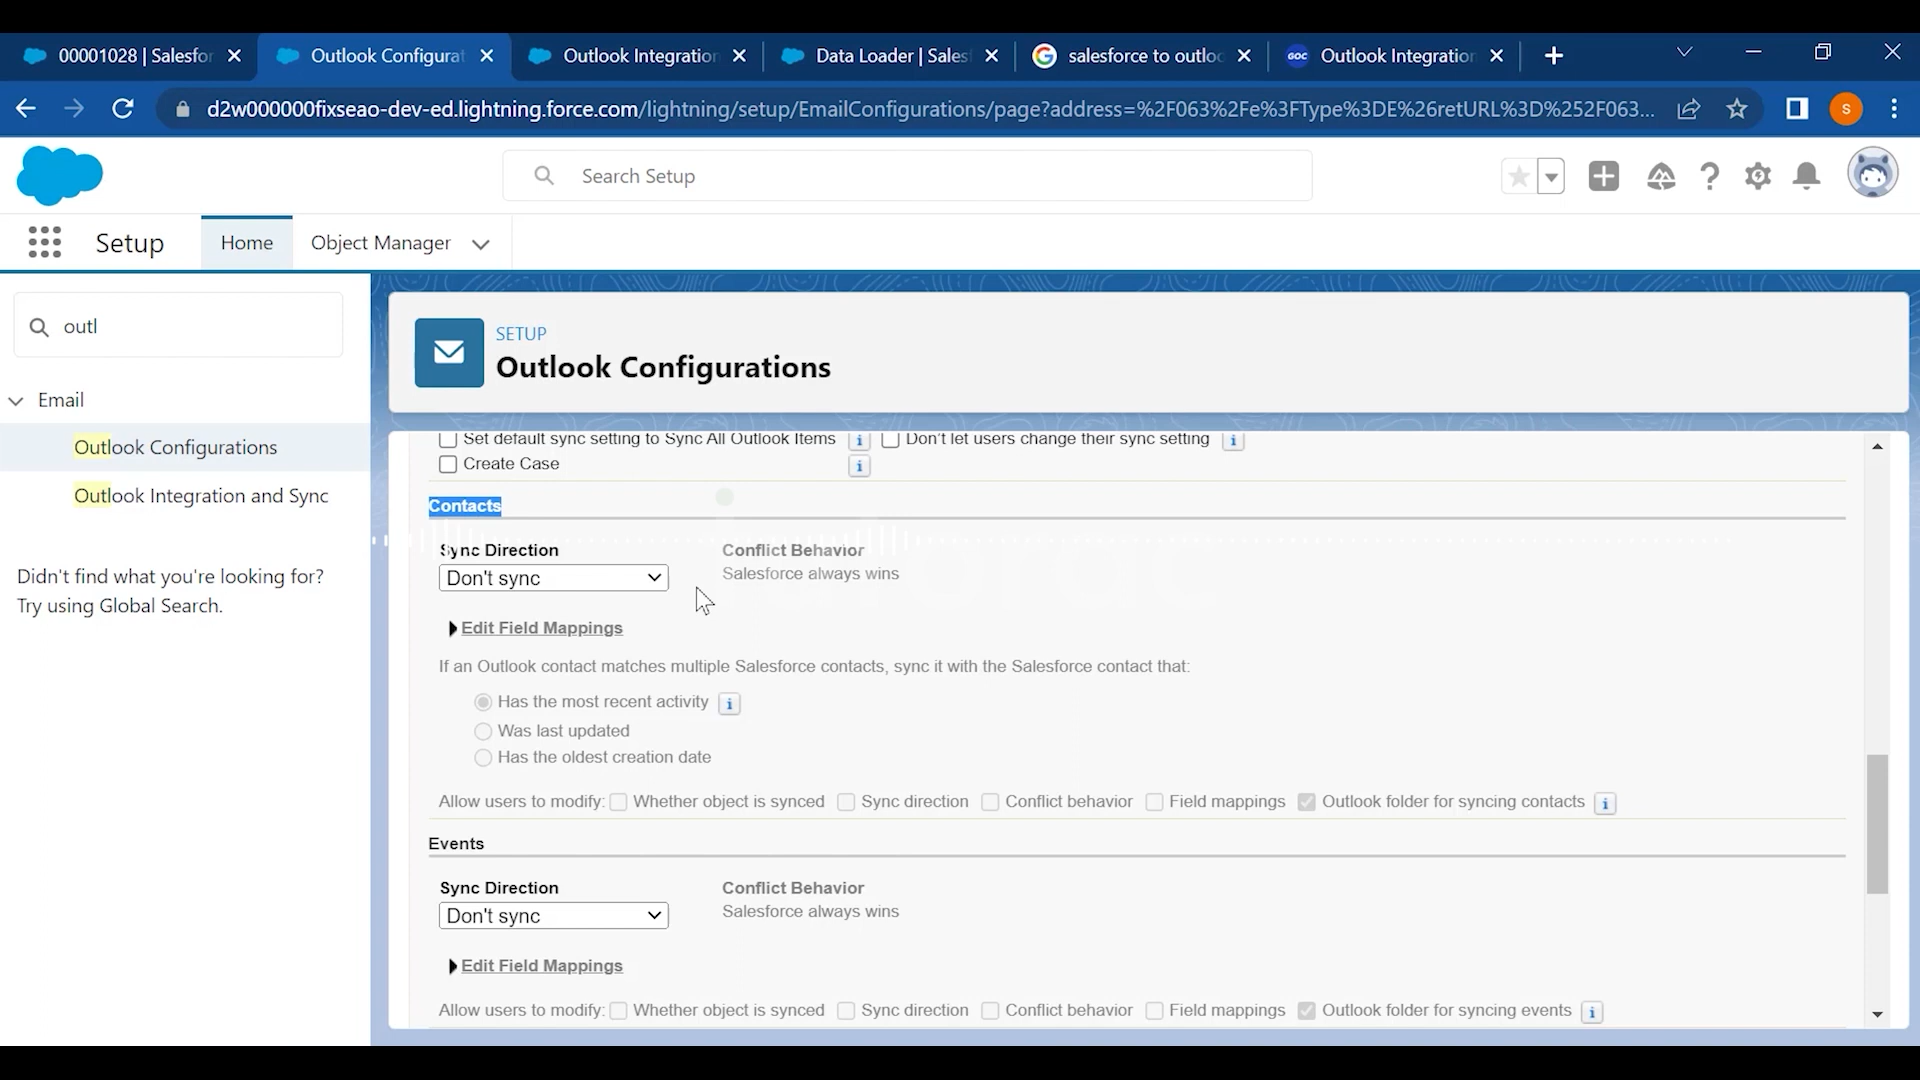 00001028 | Salesfor
Outlook Configurat
Outlook Integration
Data Loader | Sales
salesforce to outloo
GOC
Outlook Integration
d2w000000fixseao-dev-ed.lightning.force.com/lightning/setup/EmailConfigurations/page?address=%2F063%2Fe%3FType%3DE%26retURL%3D%252F063...
S
Search Setup
Setup
Home
Object Manager
outl
Email
Outlook Configurations
Outlook Integration and Sync
Didn't find what you're looking for?
Try using Global Search.
SETUP
Outlook Configurations
Set default sync setting to Sync All Outlook Items
Don't let users change their sync setting
Create Case
Contacts
Sync Direction
Conflict Behavior
Don't sync
Salesforce always wins
Edit Field Mappings
If an Outlook contact matches multiple Salesforce contacts, sync it with the Salesforce contact that:
Has the most recent activity
Was last updated
Has the oldest creation date
Allow users to modify: Whether object is synced Sync direction Conflict behavior Field mappings Outlook folder for syncing contacts
Events
Sync Direction
Conflict Behavior
Don't sync
Salesforce always wins
Edit Field Mappings
Allow users to modify: Whether object is synced Sync direction Conflict behavior Field mappings Outlook folder for syncing events